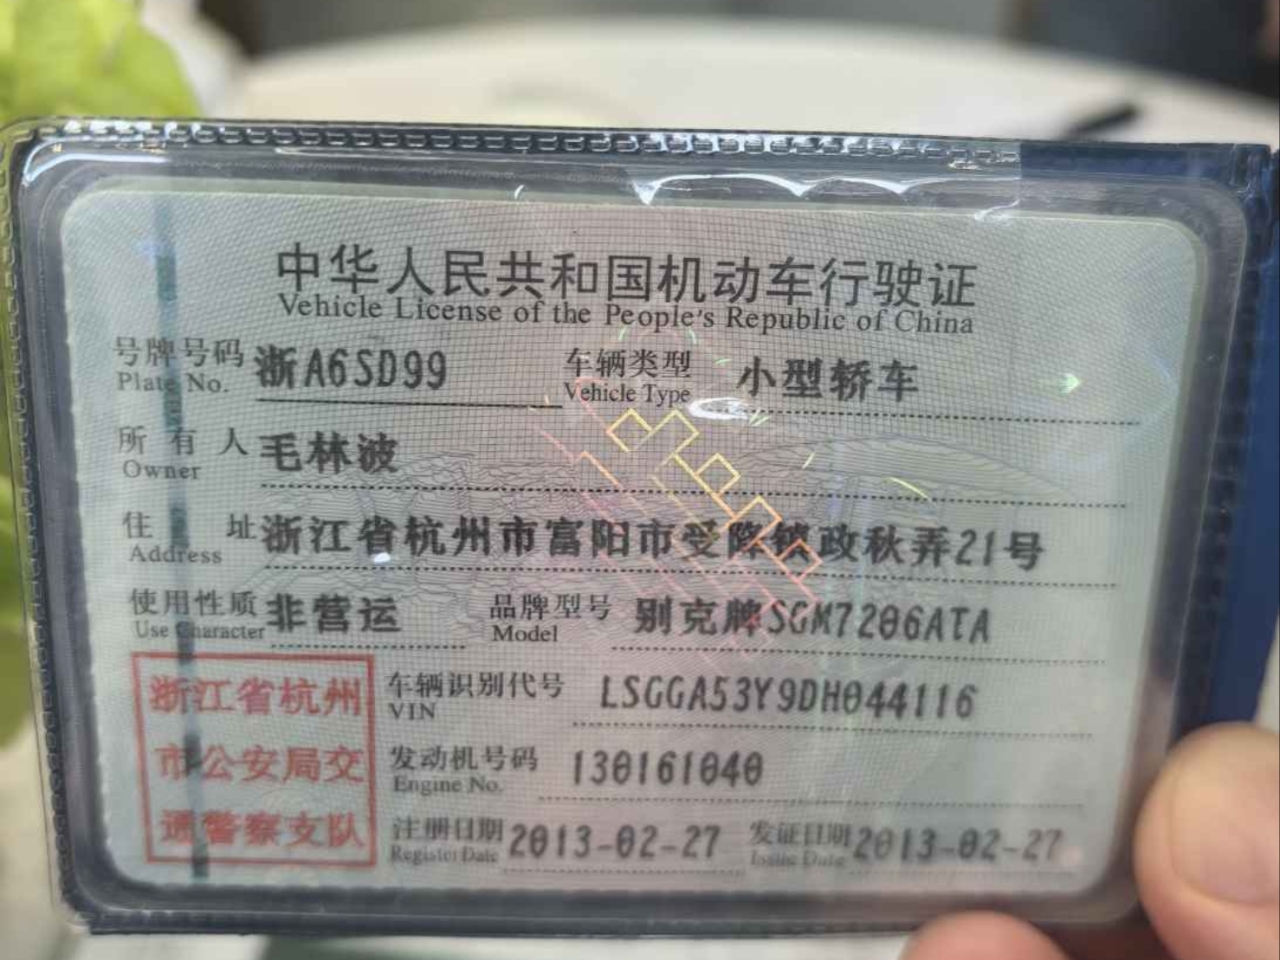 中华人民共和国机动车行驶证
Vehicle License of the People's Republic of China
号牌号码 浙A6SD99 车辆类型 小型轿车
Plate No. Vehicle Type
所有人 毛林波
Owner
住址 浙江省杭州市富阳市受降镇政秋弄21号
Address
使用性质 非营运 品牌型号 别克牌SGM7206ATA
Use Character Model
浙江省杭州
市公安局交
通警察支队
车辆识别代号 LSGGA53Y9DH044116
VIN
发动机号码 130161040
Engine No.
注册日期 2013-02-27 发证日期 2013-02-27
Register Date Issue Date